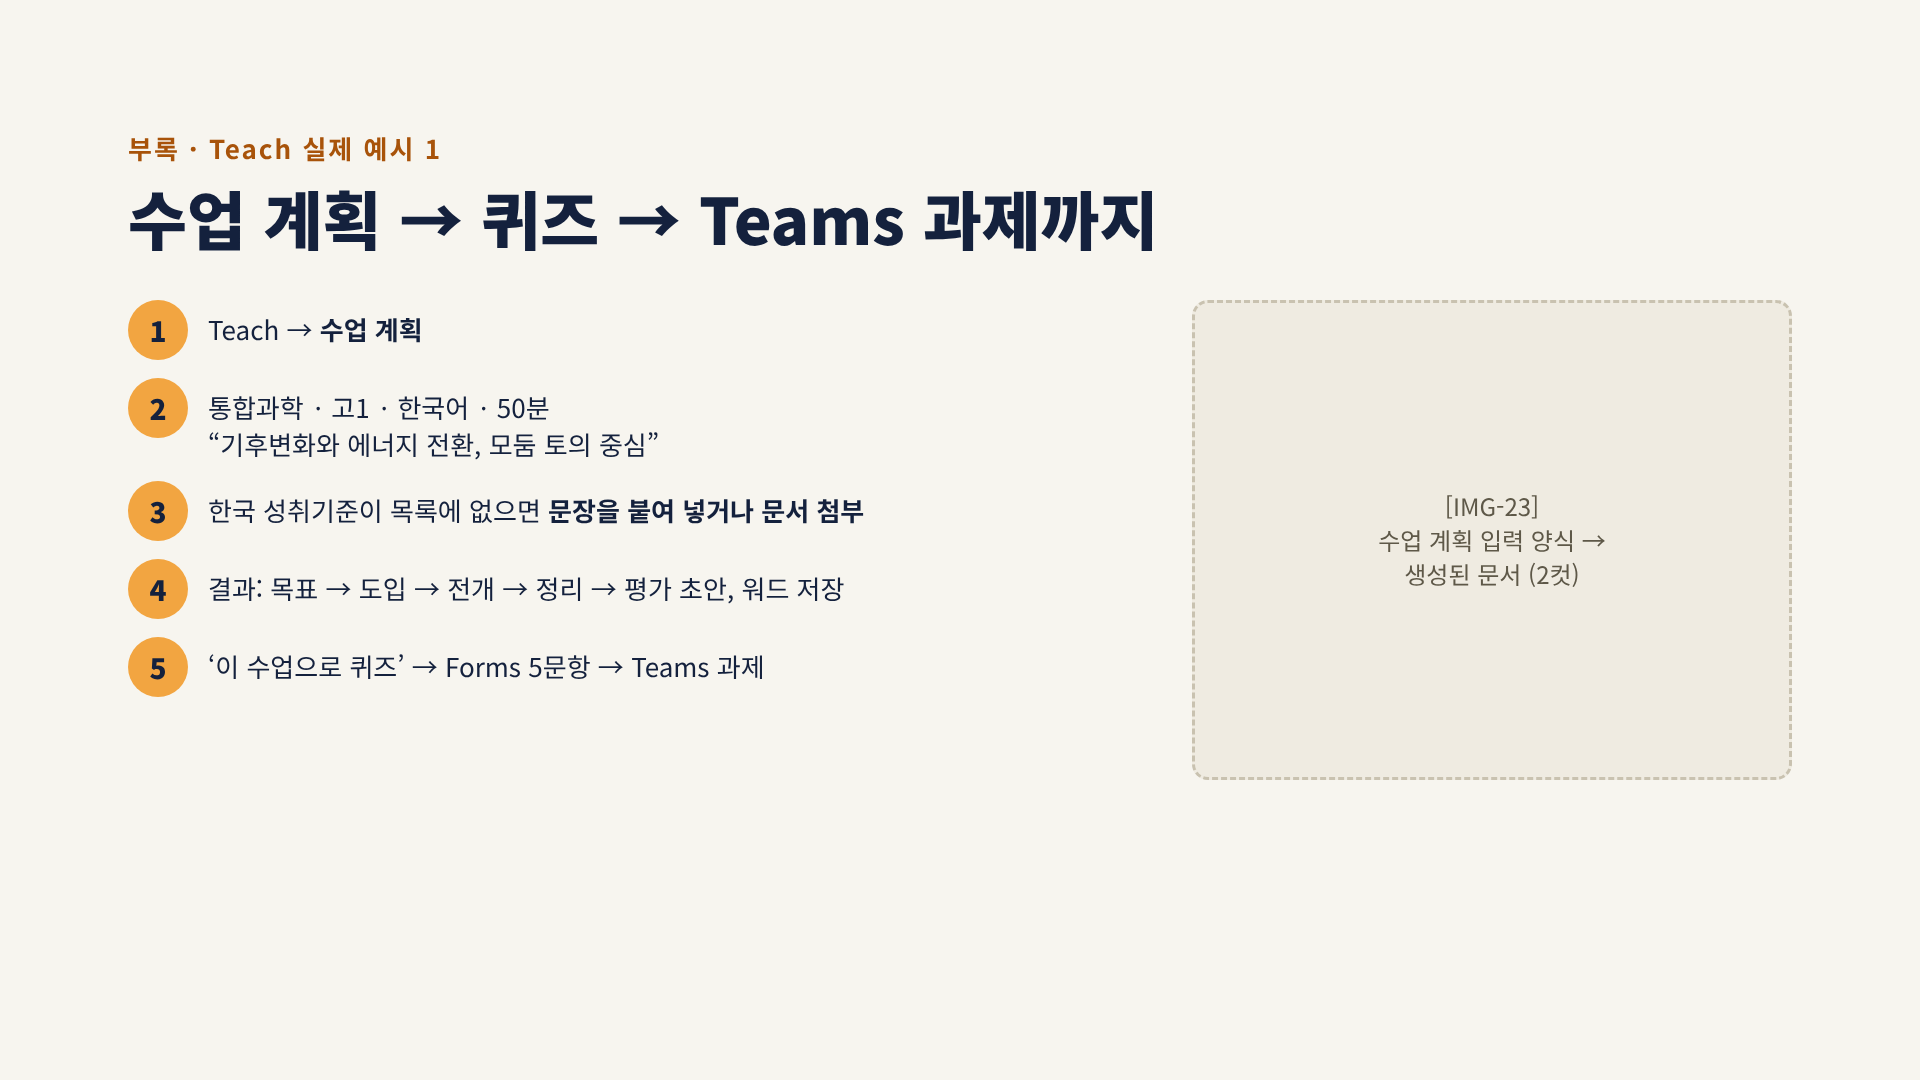 부록 · Teach 실제 예시 1
수업 계획 → 퀴즈 → Teams 과제까지
1 Teach → 수업 계획
2 통합과학 · 고1 · 한국어 · 50분
“기후변화와 에너지 전환, 모둠 토의 중심”
3 한국 성취기준이 목록에 없으면 문장을 붙여 넣거나 문서 첨부
4 결과: 목표 → 도입 → 전개 → 정리 → 평가 초안, 워드 저장
5 ‘이 수업으로 퀴즈’ → Forms 5문항 → Teams 과제
[IMG-23]
수업 계획 입력 양식 →
생성된 문서 (2컷)